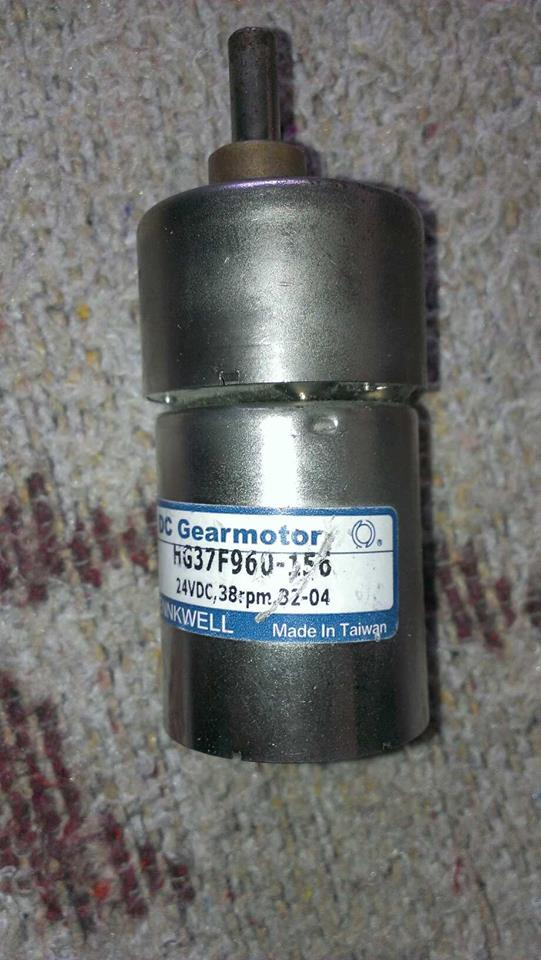 DC Gearmotor
HG37F960-156
24VDC,38rpm 32-04
Made In Taiwan